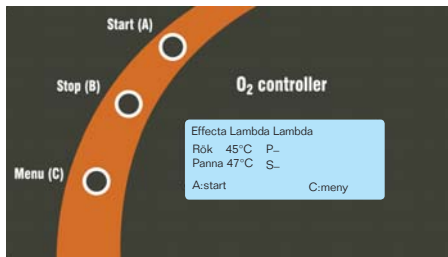 Start (A)
Stop (B)
O₂ controller
Effecta Lambda Lambda
Rök 45°C P–
Panna 47°C S–
Menu (C)
A:start C:meny